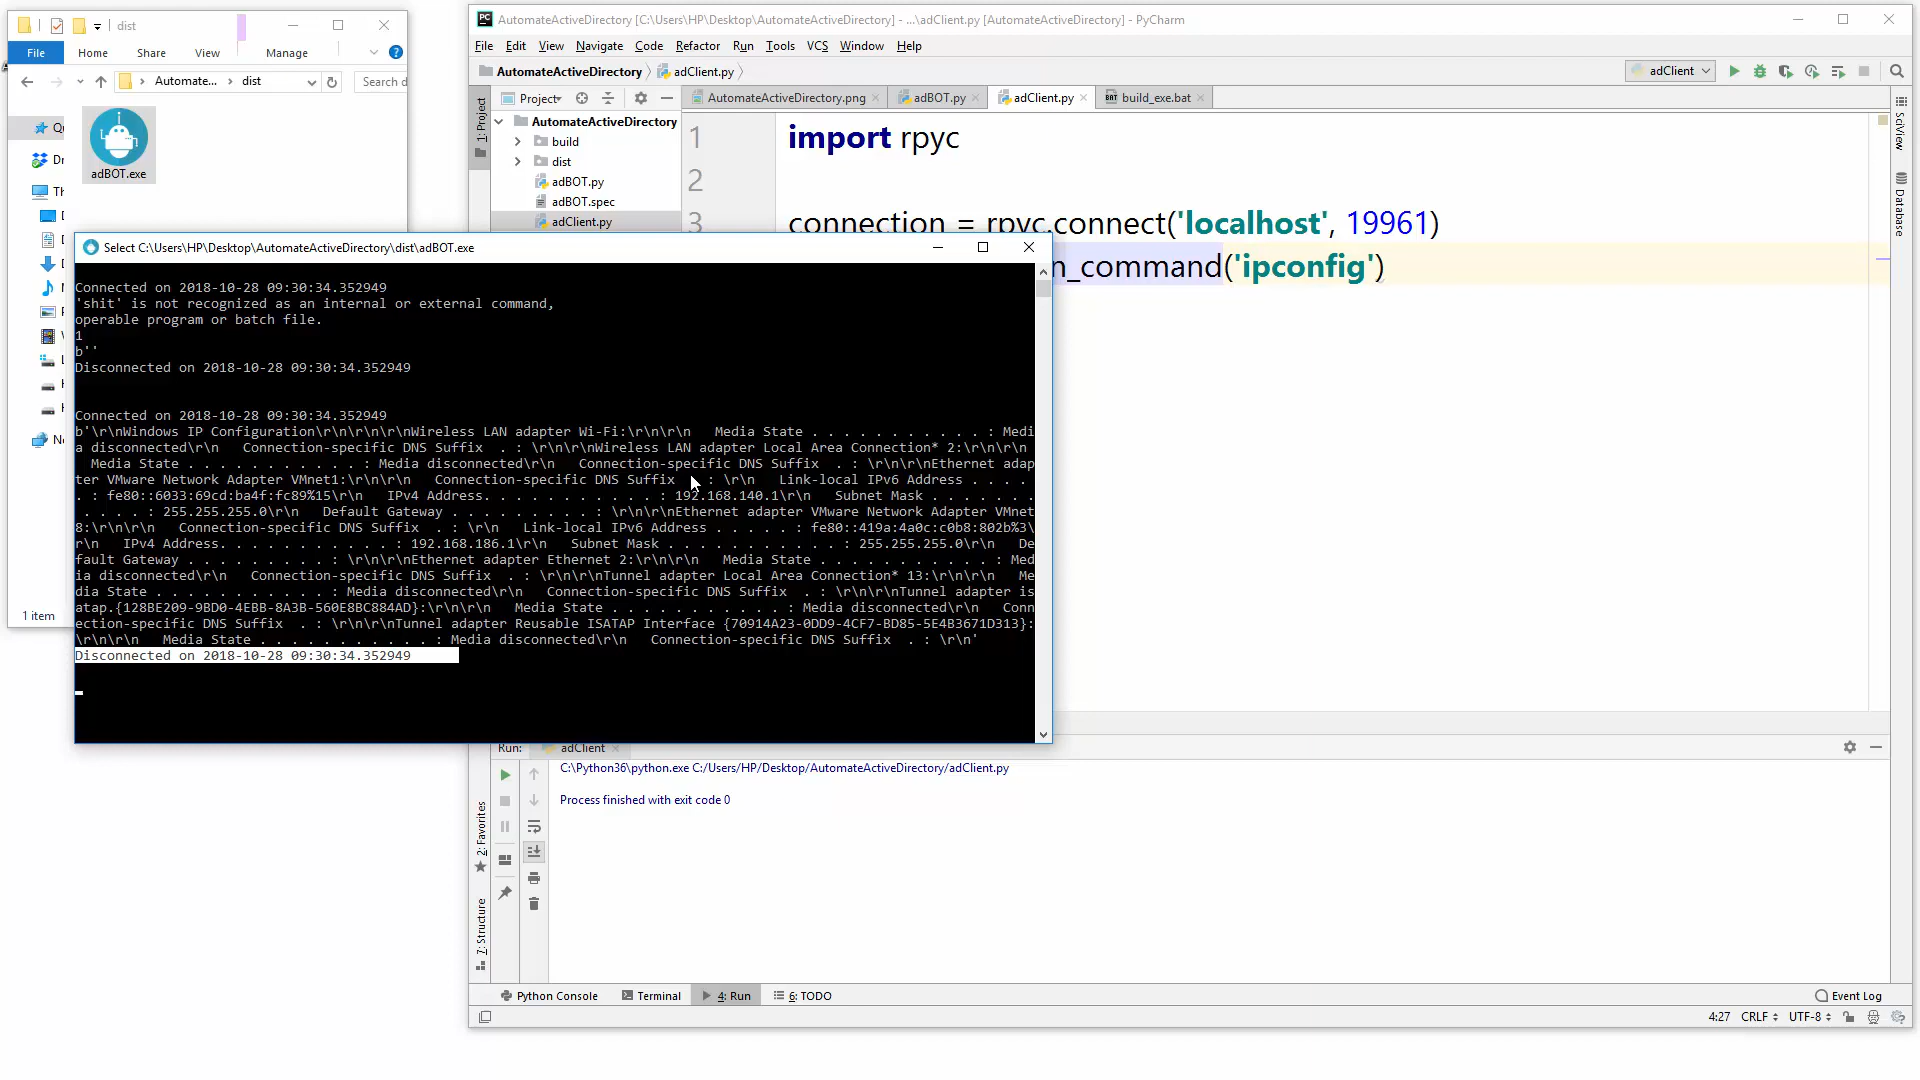 dist
File
Home
Share
View
Manage
Automate...
dist
Search d
adBOT.exe
1 item
AutomateActiveDirectory [C:\Users\HP\Desktop\AutomateActiveDirectory] - ...\adClient.py [AutomateActiveDirectory] - PyCharm
File Edit View Navigate Code Refactor Run Tools VCS Window Help
AutomateActiveDirectory
adClient.py
adClient
Project
AutomateActiveDirectory.png
adBOT.py
adClient.py
build_exe.bat
1: Project
AutomateActiveDirectory
build
dist
adBOT.py
adBOT.spec
adClient.py
1 import rpyc
2
3 connection = rpyc.connect('localhost', 19961)
n_command('ipconfig')
SciView
Database
Select C:\Users\HP\Desktop\AutomateActiveDirectory\dist\adBOT.exe
Connected on 2018-10-28 09:30:34.352949
'shit' is not recognized as an internal or external command,
operable program or batch file.
1
b''
Disconnected on 2018-10-28 09:30:34.352949
Connected on 2018-10-28 09:30:34.352949
b'\r\nWindows IP Configuration\r\n\r\n\r\nWireless LAN adapter Wi-Fi:\r\n\r\n   Media State . . . . . . . . . . . : Medi
a disconnected\r\n   Connection-specific DNS Suffix  . : \r\n\r\nWireless LAN adapter Local Area Connection* 2:\r\n\r\n
  Media State . . . . . . . . . . . : Media disconnected\r\n   Connection-specific DNS Suffix  . : \r\n\r\nEthernet adap
ter VMware Network Adapter VMnet1:\r\n\r\n   Connection-specific DNS Suffix  . : \r\n   Link-local IPv6 Address . . . .
. : fe80::6033:69cd:ba4f:fc89%15\r\n   IPv4 Address. . . . . . . . . . . : 192.168.140.1\r\n   Subnet Mask . . . . . . .
. . . . : 255.255.255.0\r\n   Default Gateway . . . . . . . . . : \r\n\r\nEthernet adapter VMware Network Adapter VMnet
8:\r\n\r\n   Connection-specific DNS Suffix  . : \r\n   Link-local IPv6 Address . . . . . : fe80::419a:4a0c:c0b8:802b%3\
r\n   IPv4 Address. . . . . . . . . . . : 192.168.186.1\r\n   Subnet Mask . . . . . . . . . . . : 255.255.255.0\r\n   De
fault Gateway . . . . . . . . . : \r\n\r\nEthernet adapter Ethernet 2:\r\n\r\n   Media State . . . . . . . . . . . : Med
ia disconnected\r\n   Connection-specific DNS Suffix  . : \r\n\r\nTunnel adapter Local Area Connection* 13:\r\n\r\n   Me
dia State . . . . . . . . . . . : Media disconnected\r\n   Connection-specific DNS Suffix  . : \r\n\r\nTunnel adapter is
atap.{128BE209-9BD0-4EBB-8A3B-560E8BC884AD}:\r\n\r\n   Media State . . . . . . . . . . . : Media disconnected\r\n   Conn
ection-specific DNS Suffix  . : \r\n\r\nTunnel adapter Reusable ISATAP Interface {70914A23-0DD9-4CF7-BD85-5E4B3671D313}:
\r\n\r\n   Media State . . . . . . . . . . . : Media disconnected\r\n   Connection-specific DNS Suffix  . : \r\n'
Disconnected on 2018-10-28 09:30:34.352949
Run:
adClient
C:\Python36\python.exe C:/Users/HP/Desktop/AutomateActiveDirectory/adClient.py
Process finished with exit code 0
2: Favorites
7: Structure
Python Console
Terminal
4: Run
6: TODO
Event Log
4:27 CRLF UTF-8